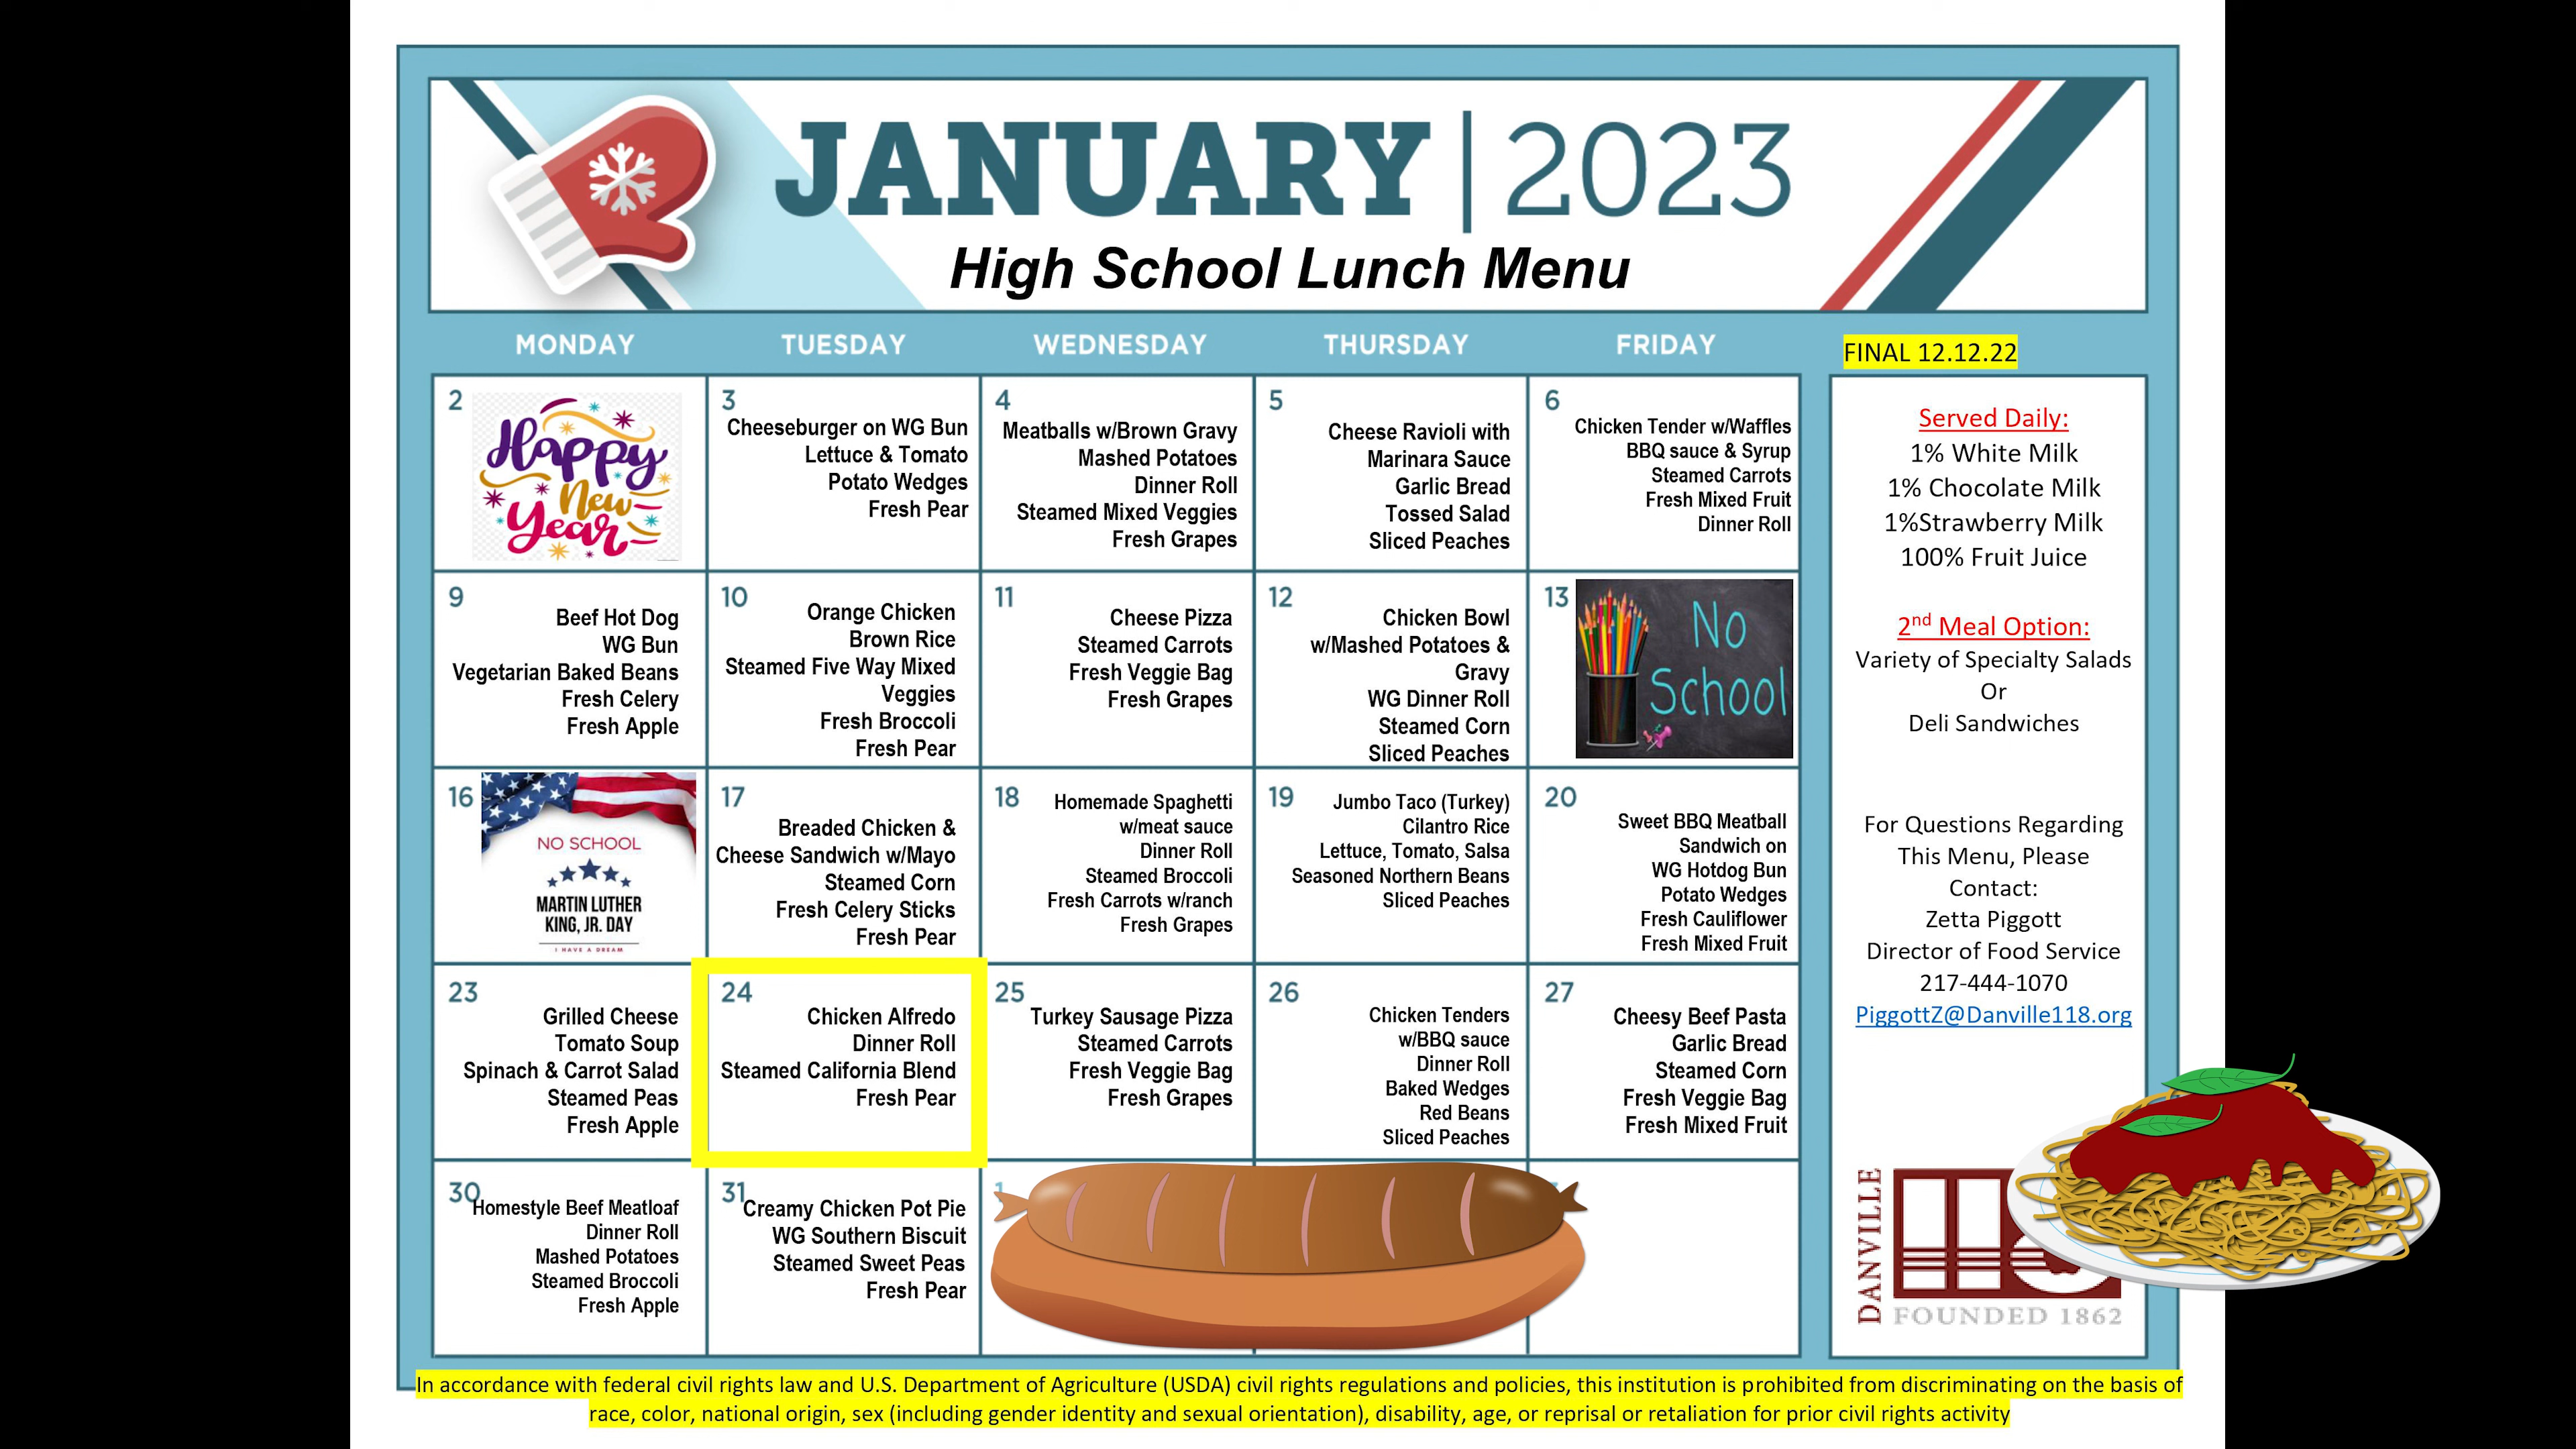 JANUARY | 2023
High School Lunch Menu
MONDAY
TUESDAY
WEDNESDAY
THURSDAY
FRIDAY
FINAL 12.12.22
2
Happy
New
Year
3
Cheeseburger on WG Bun
Lettuce & Tomato
Potato Wedges
Fresh Pear
4
Meatballs w/Brown Gravy
Mashed Potatoes
Dinner Roll
Steamed Mixed Veggies
Fresh Grapes
5
Cheese Ravioli with
Marinara Sauce
Garlic Bread
Tossed Salad
Sliced Peaches
6
Chicken Tender w/Waffles
BBQ sauce & Syrup
Steamed Carrots
Fresh Mixed Fruit
Dinner Roll
9
Beef Hot Dog
WG Bun
Vegetarian Baked Beans
Fresh Celery
Fresh Apple
10
Orange Chicken
Brown Rice
Steamed Five Way Mixed
Veggies
Fresh Broccoli
Fresh Pear
11
Cheese Pizza
Steamed Carrots
Fresh Veggie Bag
Fresh Grapes
12
Chicken Bowl
w/Mashed Potatoes &
Gravy
WG Dinner Roll
Steamed Corn
Sliced Peaches
13
No
School
16
NO SCHOOL
MARTIN LUTHER
KING, JR. DAY
I HAVE A DREAM
17
Breaded Chicken &
Cheese Sandwich w/Mayo
Steamed Corn
Fresh Celery Sticks
Fresh Pear
18
Homemade Spaghetti
w/meat sauce
Dinner Roll
Steamed Broccoli
Fresh Carrots w/ranch
Fresh Grapes
19
Jumbo Taco (Turkey)
Cilantro Rice
Lettuce, Tomato, Salsa
Seasoned Northern Beans
Sliced Peaches
20
Sweet BBQ Meatball
Sandwich on
WG Hotdog Bun
Potato Wedges
Fresh Cauliflower
Fresh Mixed Fruit
23
Grilled Cheese
Tomato Soup
Spinach & Carrot Salad
Steamed Peas
Fresh Apple
24
Chicken Alfredo
Dinner Roll
Steamed California Blend
Fresh Pear
25
Turkey Sausage Pizza
Steamed Carrots
Fresh Veggie Bag
Fresh Grapes
26
Chicken Tenders
w/BBQ sauce
Dinner Roll
Baked Wedges
Red Beans
Sliced Peaches
27
Cheesy Beef Pasta
Garlic Bread
Steamed Corn
Fresh Veggie Bag
Fresh Mixed Fruit
30
Homestyle Beef Meatloaf
Dinner Roll
Mashed Potatoes
Steamed Broccoli
Fresh Apple
31
Creamy Chicken Pot Pie
WG Southern Biscuit
Steamed Sweet Peas
Fresh Pear
Served Daily:
1% White Milk
1% Chocolate Milk
1%Strawberry Milk
100% Fruit Juice
2nd Meal Option:
Variety of Specialty Salads
Or
Deli Sandwiches
For Questions Regarding
This Menu, Please
Contact:
Zetta Piggott
Director of Food Service
217-444-1070
PiggottZ@Danville118.org
DANVILLE
FOUNDED 1862
In accordance with federal civil rights law and U.S. Department of Agriculture (USDA) civil rights regulations and policies, this institution is prohibited from discriminating on the basis of
race, color, national origin, sex (including gender identity and sexual orientation), disability, age, or reprisal or retaliation for prior civil rights activity